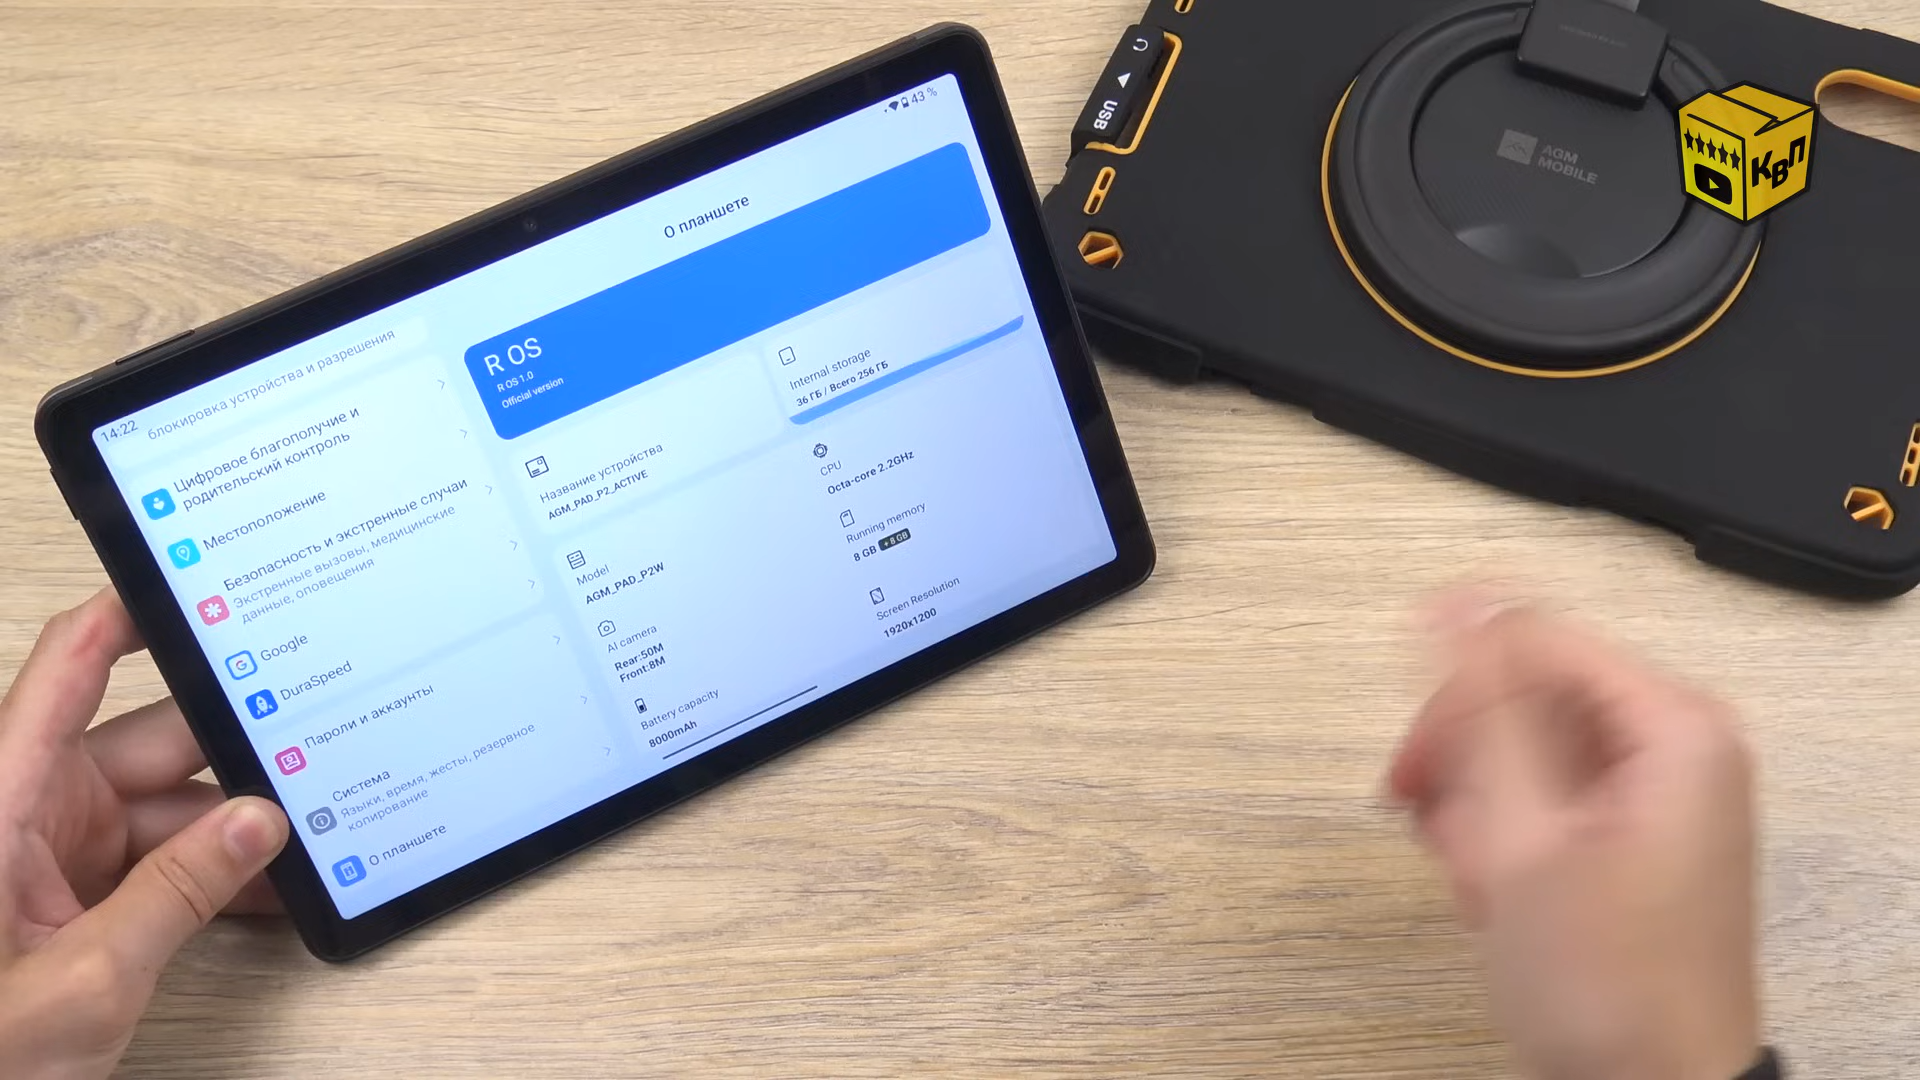 14:22
43 %
О планшете
блокировка устройства и разрешения
Цифровое благополучие и
родительский контроль
Местоположение
Безопасность и экстренные случаи
Экстренные вызовы, медицинские
данные, оповещения
Google
DuraSpeed
Пароли и аккаунты
Система
Языки, время, жесты, резервное
копирование
О планшете
R OS
R OS 1.0
Official version
Название устройства
AGM_PAD_P2_ACTIVE
Internal storage
36 ГБ / Всего 256 ГБ
Model
AGM_PAD_P2W
CPU
Octa-core 2.2GHz
AI camera
Rear:50M
Front:8M
Running memory
8 GB +8 GB
Battery capacity
8000mAh
Screen Resolution
1920x1200
USB
AGM
MOBILE
КВП